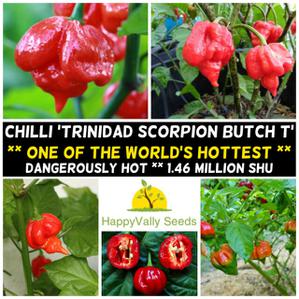 CHILLI 'TRINIDAD SCORPION BUTCH T'
** ONE OF THE WORLD'S HOTTEST **
DANGEROUSLY HOT ** 1.46 MILLION SHU
HappyVally Seeds